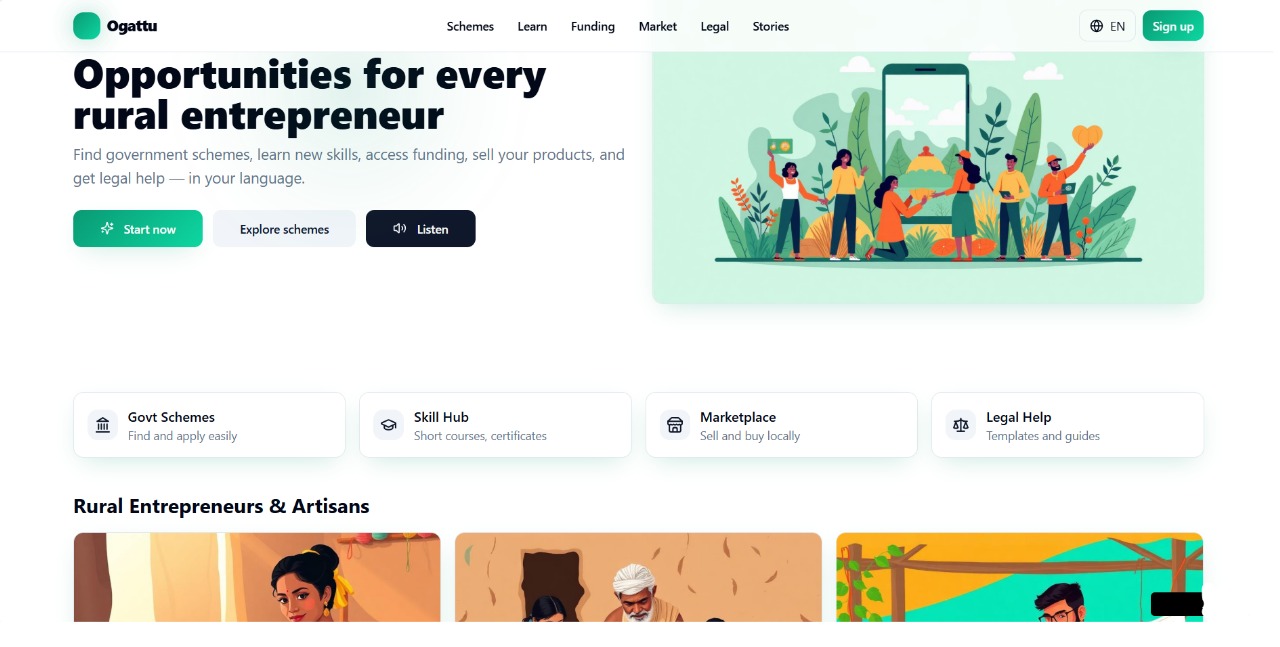 Ogattu
Schemes Learn Funding Market Legal Stories
EN Sign up
Opportunities for every
rural entrepreneur
Find government schemes, learn new skills, access funding, sell your products, and
get legal help — in your language.
Start now Explore schemes Listen
Govt Schemes
Find and apply easily
Skill Hub
Short courses, certificates
Marketplace
Sell and buy locally
Legal Help
Templates and guides
Rural Entrepreneurs & Artisans